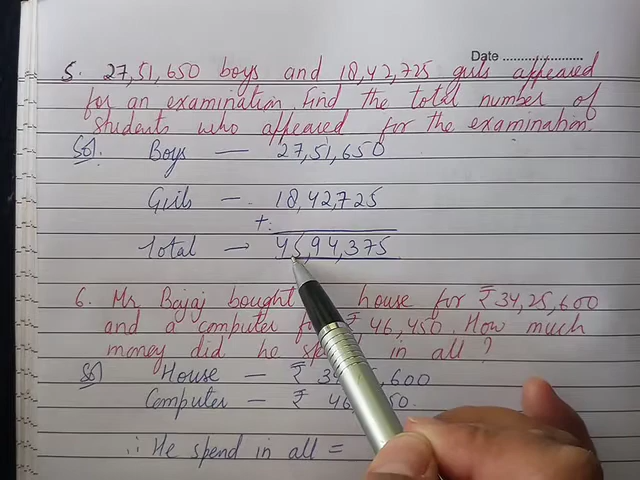 Date ......................
5. 27,51,650 boys and 18,42,725 girls appeared
for an examination. Find the total number of
students who appeared for the examination.
Sol. Boys — 27,51,650
Girls — 18,42,725
+
Total → 45,94,375
6. Mr Bajaj bought house for ₹34,25,600
and a computer ₹, 46,450. How much
money did he in all?
Sol House — ₹
Computer — ₹
∴ He spend in all =